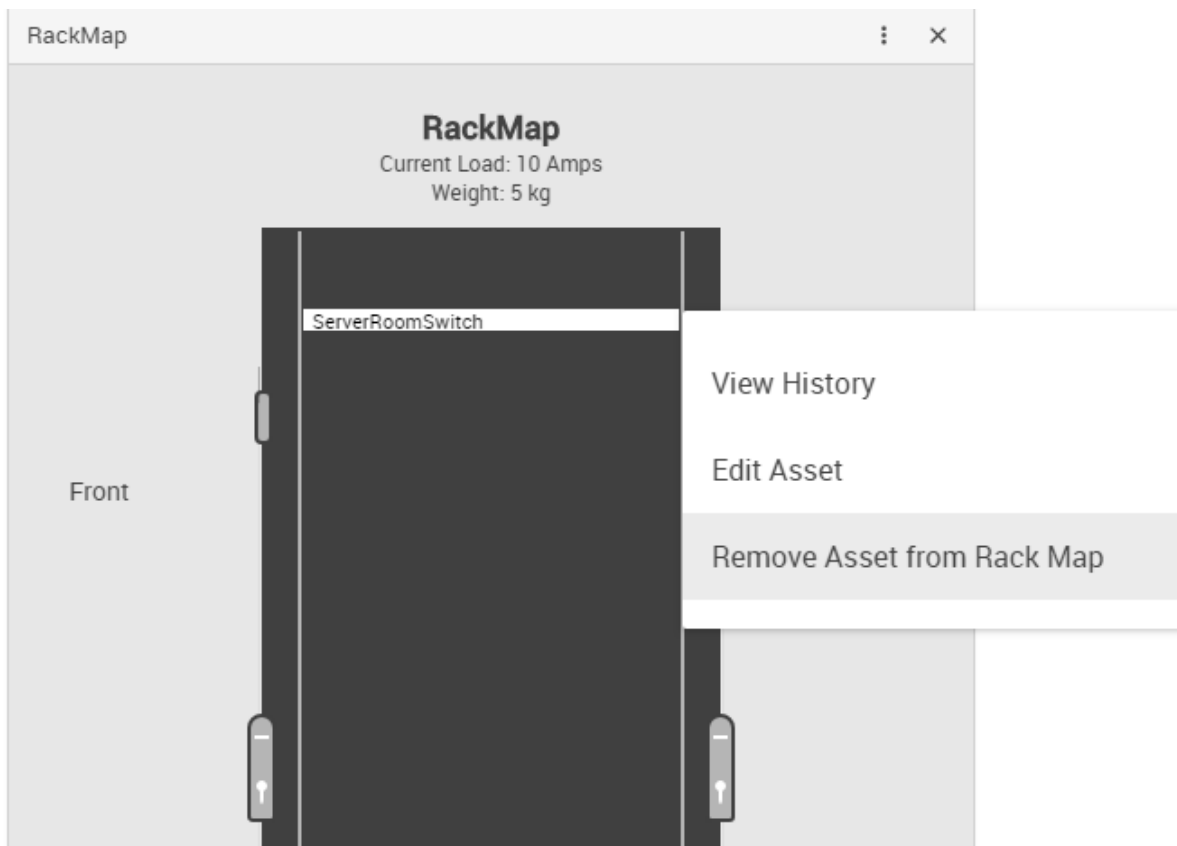 RackMap
RackMap
Current Load: 10 Amps
Weight: 5 kg
ServerRoomSwitch
View History
Edit Asset
Front
Remove Asset from Rack Map